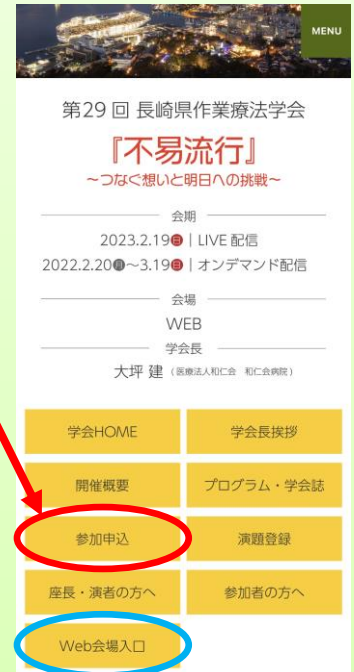 MENU
第29回 長崎県作業療法学会
『不易流行』
～つなぐ想いと明日への挑戦～
会期
2023.2.19㊐｜LIVE 配信
2022.2.20㊊～3.19㊐｜オンデマンド配信
会場
WEB
学会長
大坪 建（医療法人和仁会 和仁会病院）
学会HOME 学会長挨拶
開催概要 プログラム・学会誌
参加申込 演題登録
座長・演者の方へ 参加者の方へ
Web会場入口